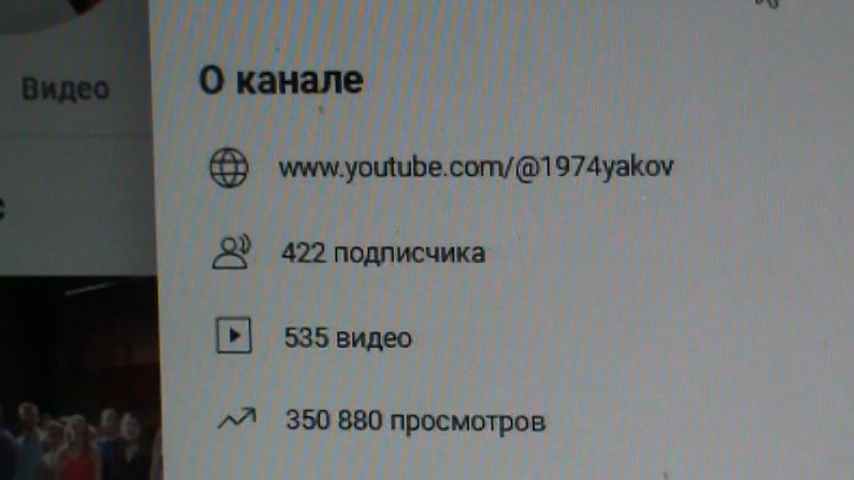 Видео
О канале
www.youtube.com/@1974yakov
422 подписчика
535 видео
350 880 просмотров